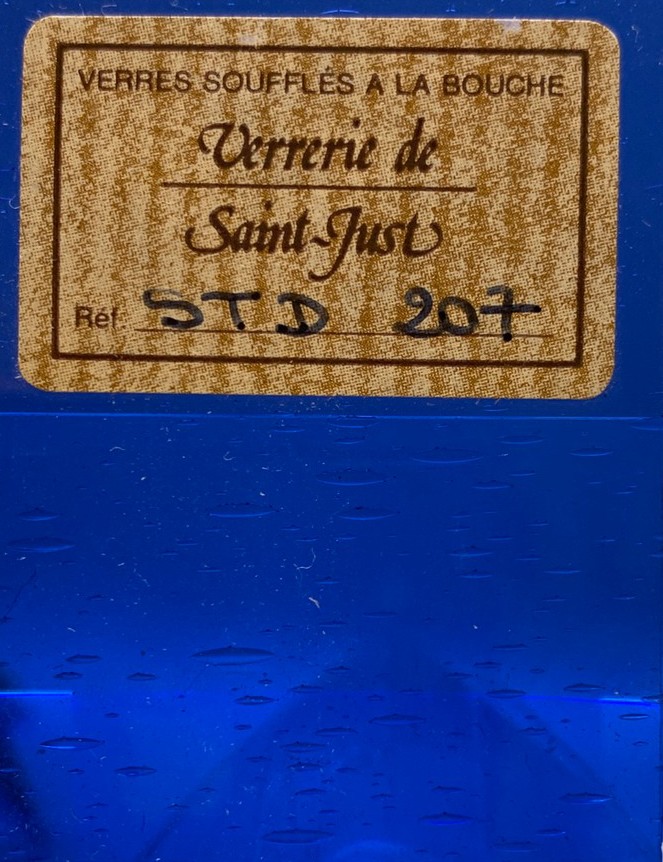 VERRES SOUFFLÉS A LA BOUCHE
Verrerie de
Saint-Just
Réf. STD 207